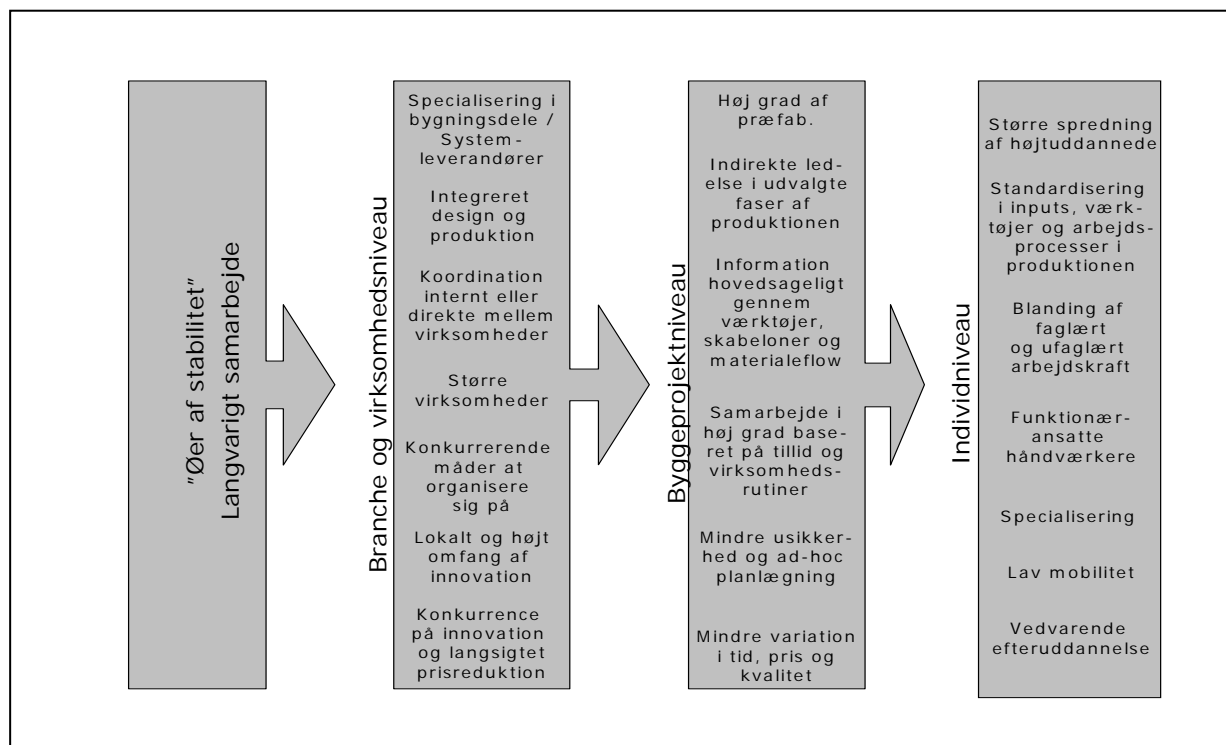 "Øer af stabilitet"
Langvarigt samarbejde
Branche og virksomhedsniveau
Specialisering i
bygningsdele /
System-
leverandører
Integreret
design og
produktion
Koordination
internt eller
direkte mellem
virksomheder
Større
virksomheder
Konkurrerende
måder at
organisere
sig på
Lokalt og højt
omfang af
innovation
Konkurrence
på innovation
og langsigtet
prisreduktion
Byggeprojektniveau
Høj grad af
præfab.
Indirekte led-
else i udvalgte
faser af
produktionen
Information
hovedsageligt
gennem
værktøjer,
skabeloner og
materialeflow
Samarbejde i
høj grad base-
ret på tillid og
virksomheds-
rutiner
Mindre usikker-
hed og ad-hoc
planlægning
Mindre variation
i tid, pris og
kvalitet
Individniveau
Større spredning
af højtuddannede
Standardisering
i inputs, værk-
tøjer og arbejds-
processer i
produktionen
Blanding af
faglært
og ufaglært
arbejdskraft
Funktionær-
ansatte
håndværkere
Specialisering
Lav mobilitet
Vedvarende
efteruddannelse